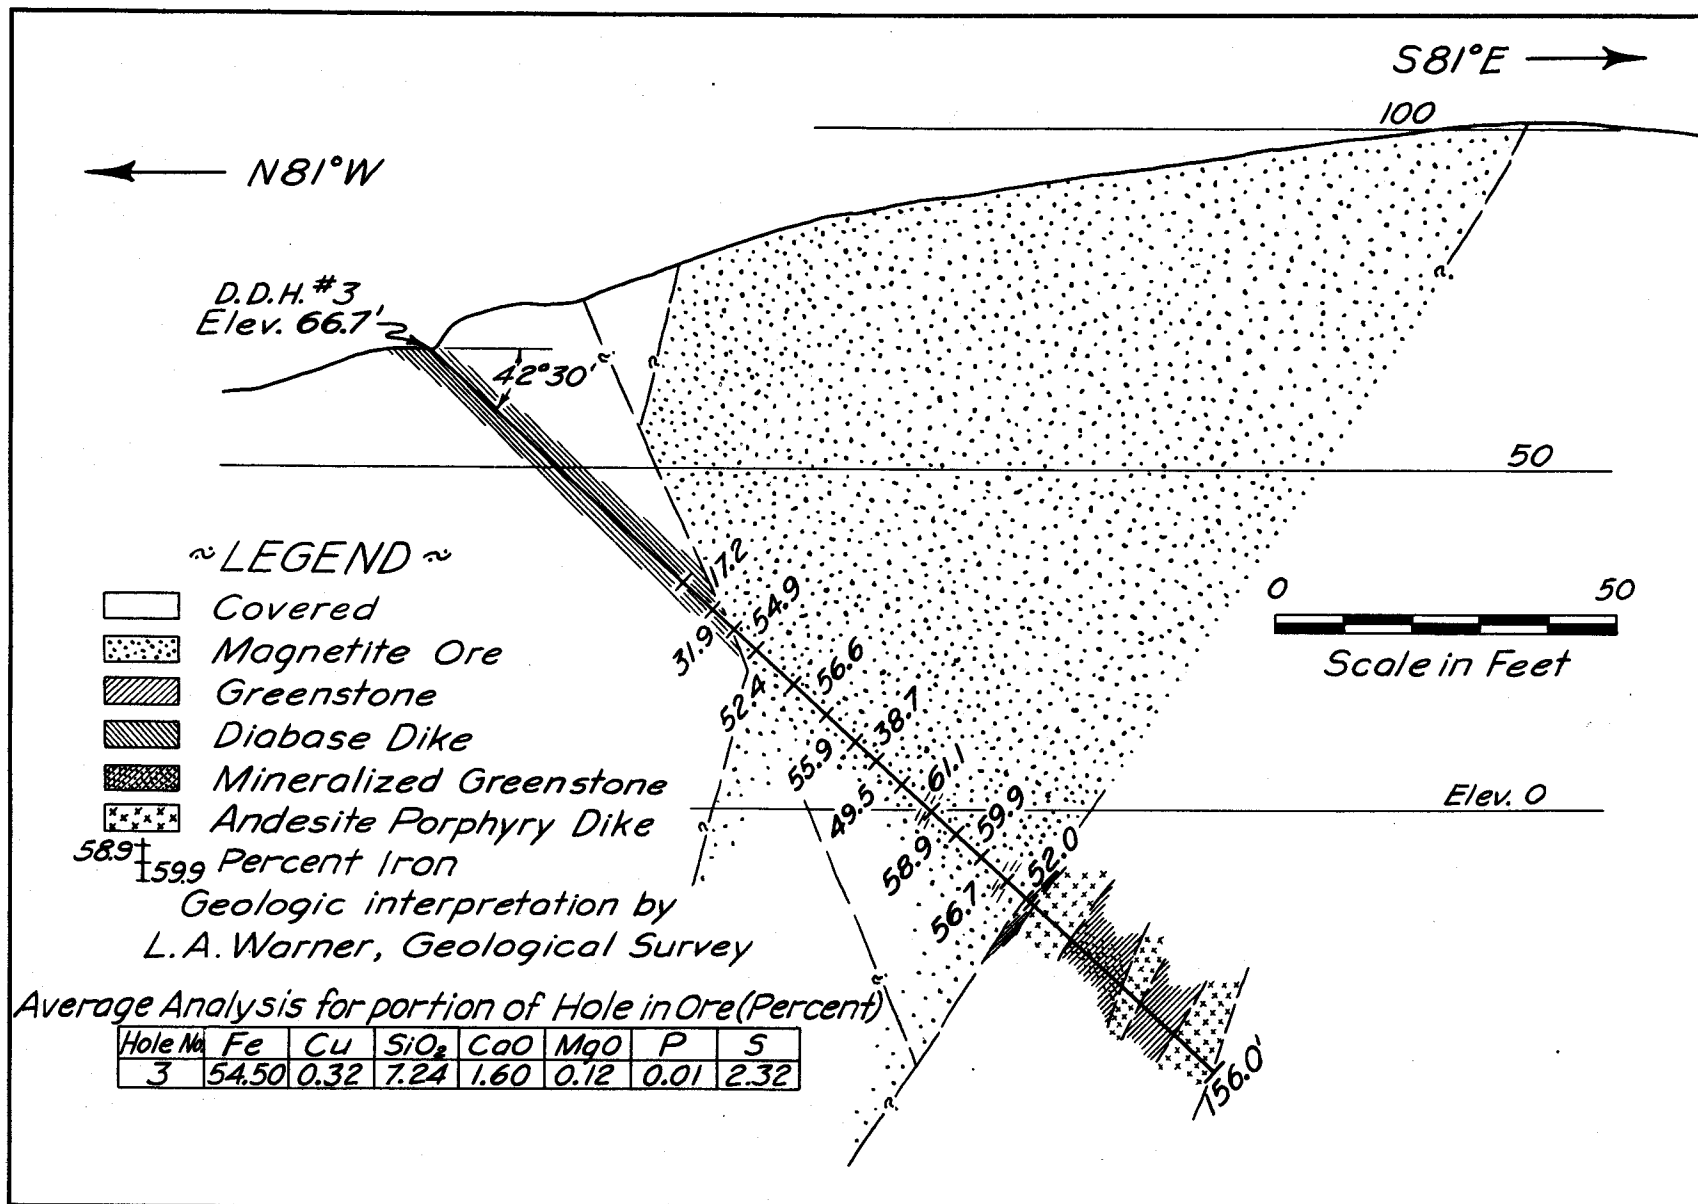 S81°E
100
N81°W
D.D.H. #3
Elev. 66.7'
42°30'
50
~ LEGEND ~
Covered
Magnetite Ore
Greenstone
Diabase Dike
Mineralized Greenstone
Andesite Porphyry Dike
58.9
59.9
Percent Iron
Geologic interpretation by
L.A. Warner, Geological Survey
17.2
31.9
54.9
52.4
56.6
55.9
38.7
49.5
61.1
58.9
59.9
56.7
52.0
156.0'
0 50
Scale in Feet
Elev. 0
?
?
?
?
?
?
Average Analysis for portion of Hole in Ore (Percent)
Hole No. Fe Cu SiO₂ CaO MgO P S
3 54.50 0.32 7.24 1.60 0.12 0.01 2.32